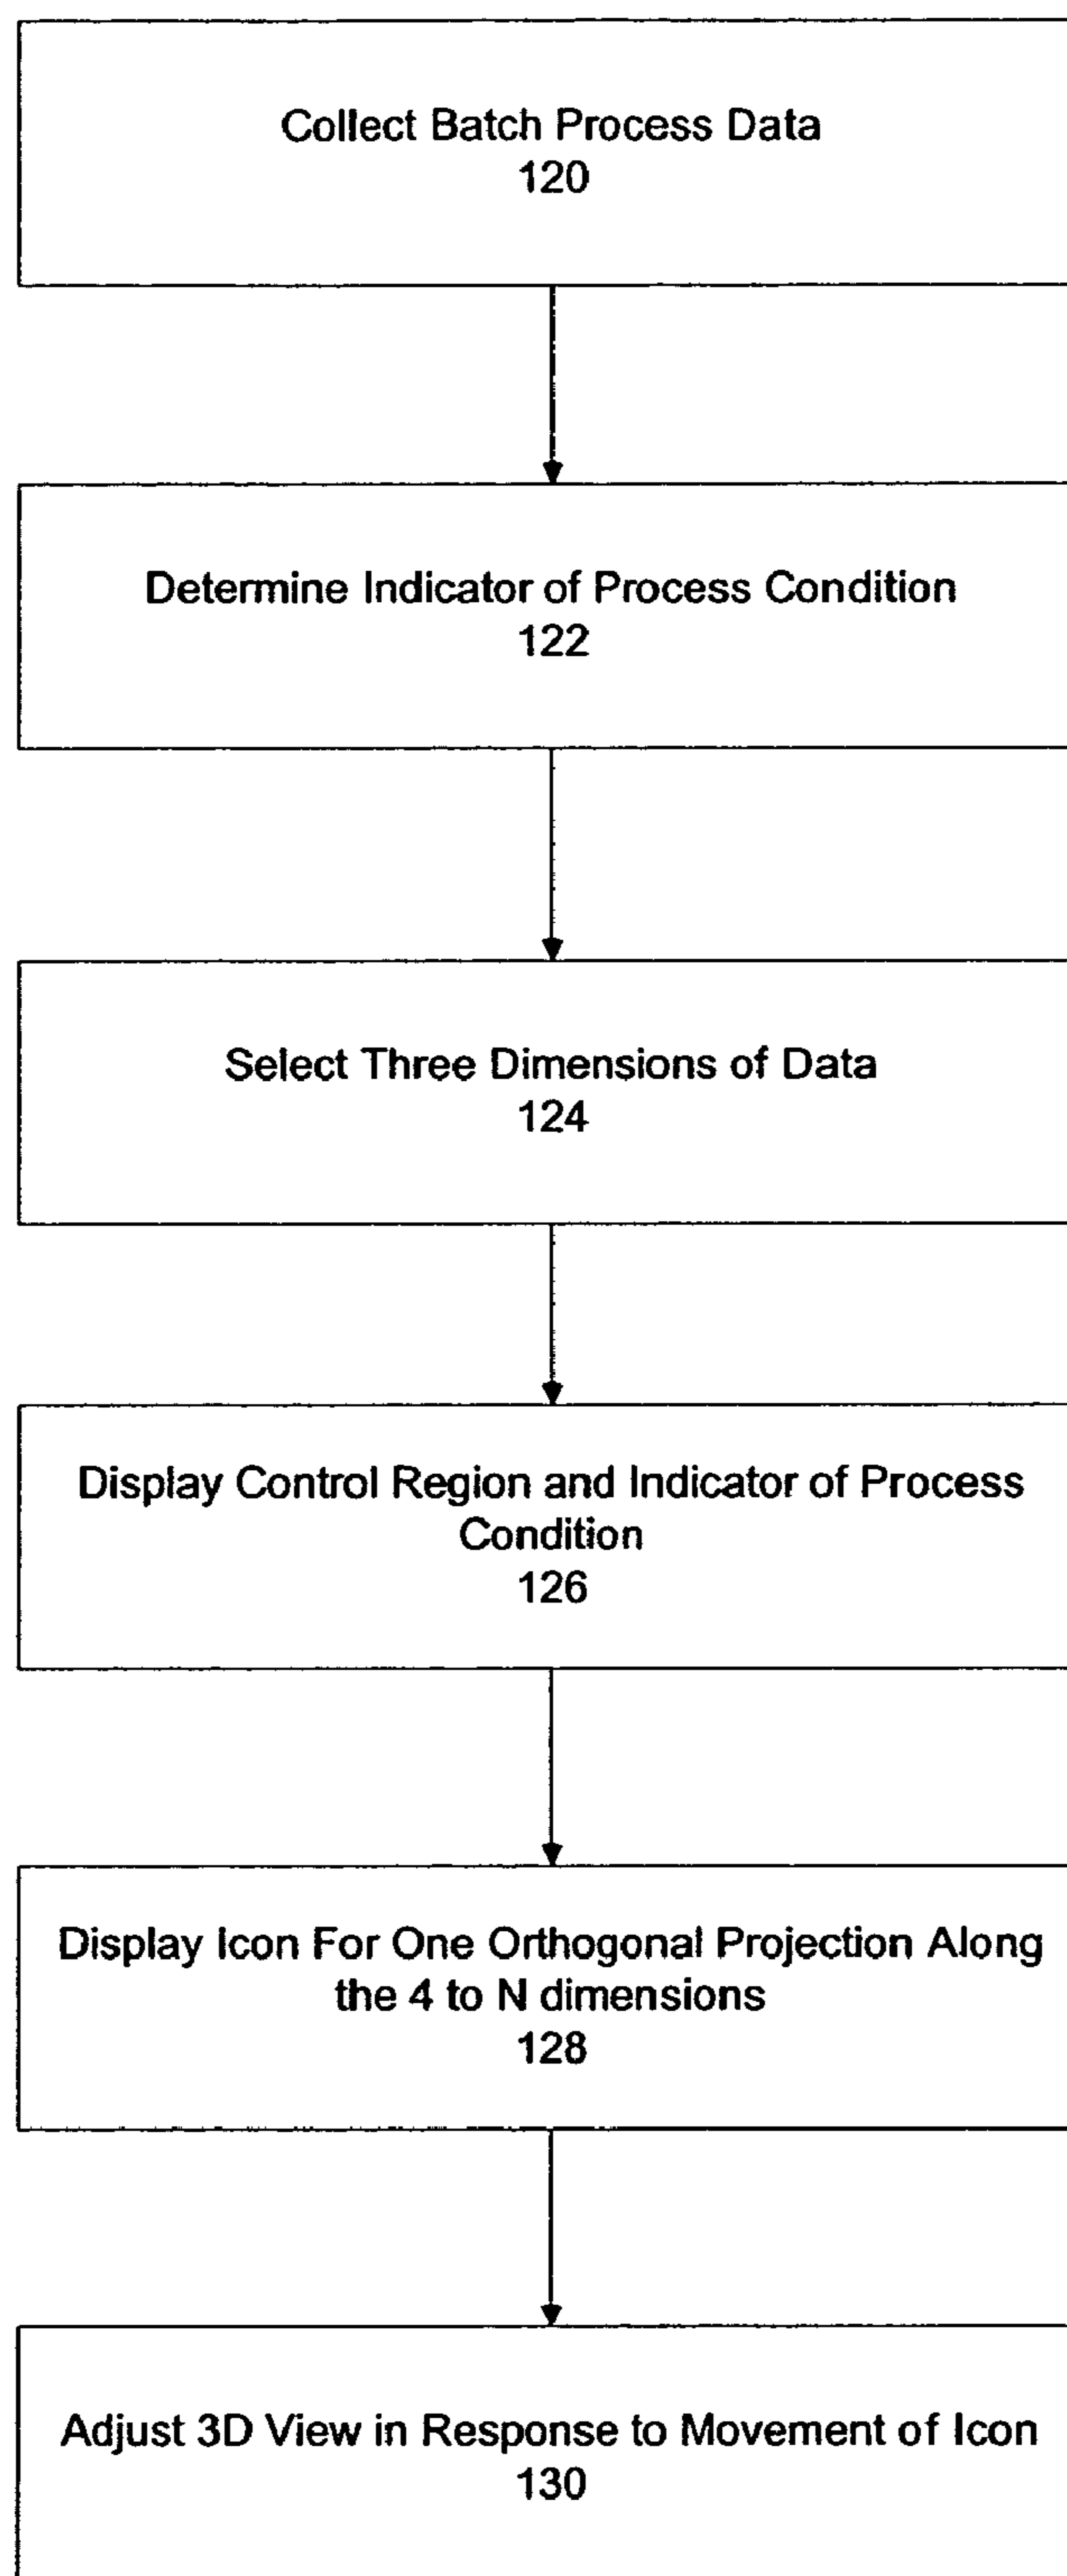 Collect Batch Process Data
120
Determine Indicator of Process Condition
122
Select Three Dimensions of Data
124
Display Control Region and Indicator of Process
Condition
126
Display Icon For One Orthogonal Projection Along
the 4 to N dimensions
128
Adjust 3D View in Response to Movement of Icon
130